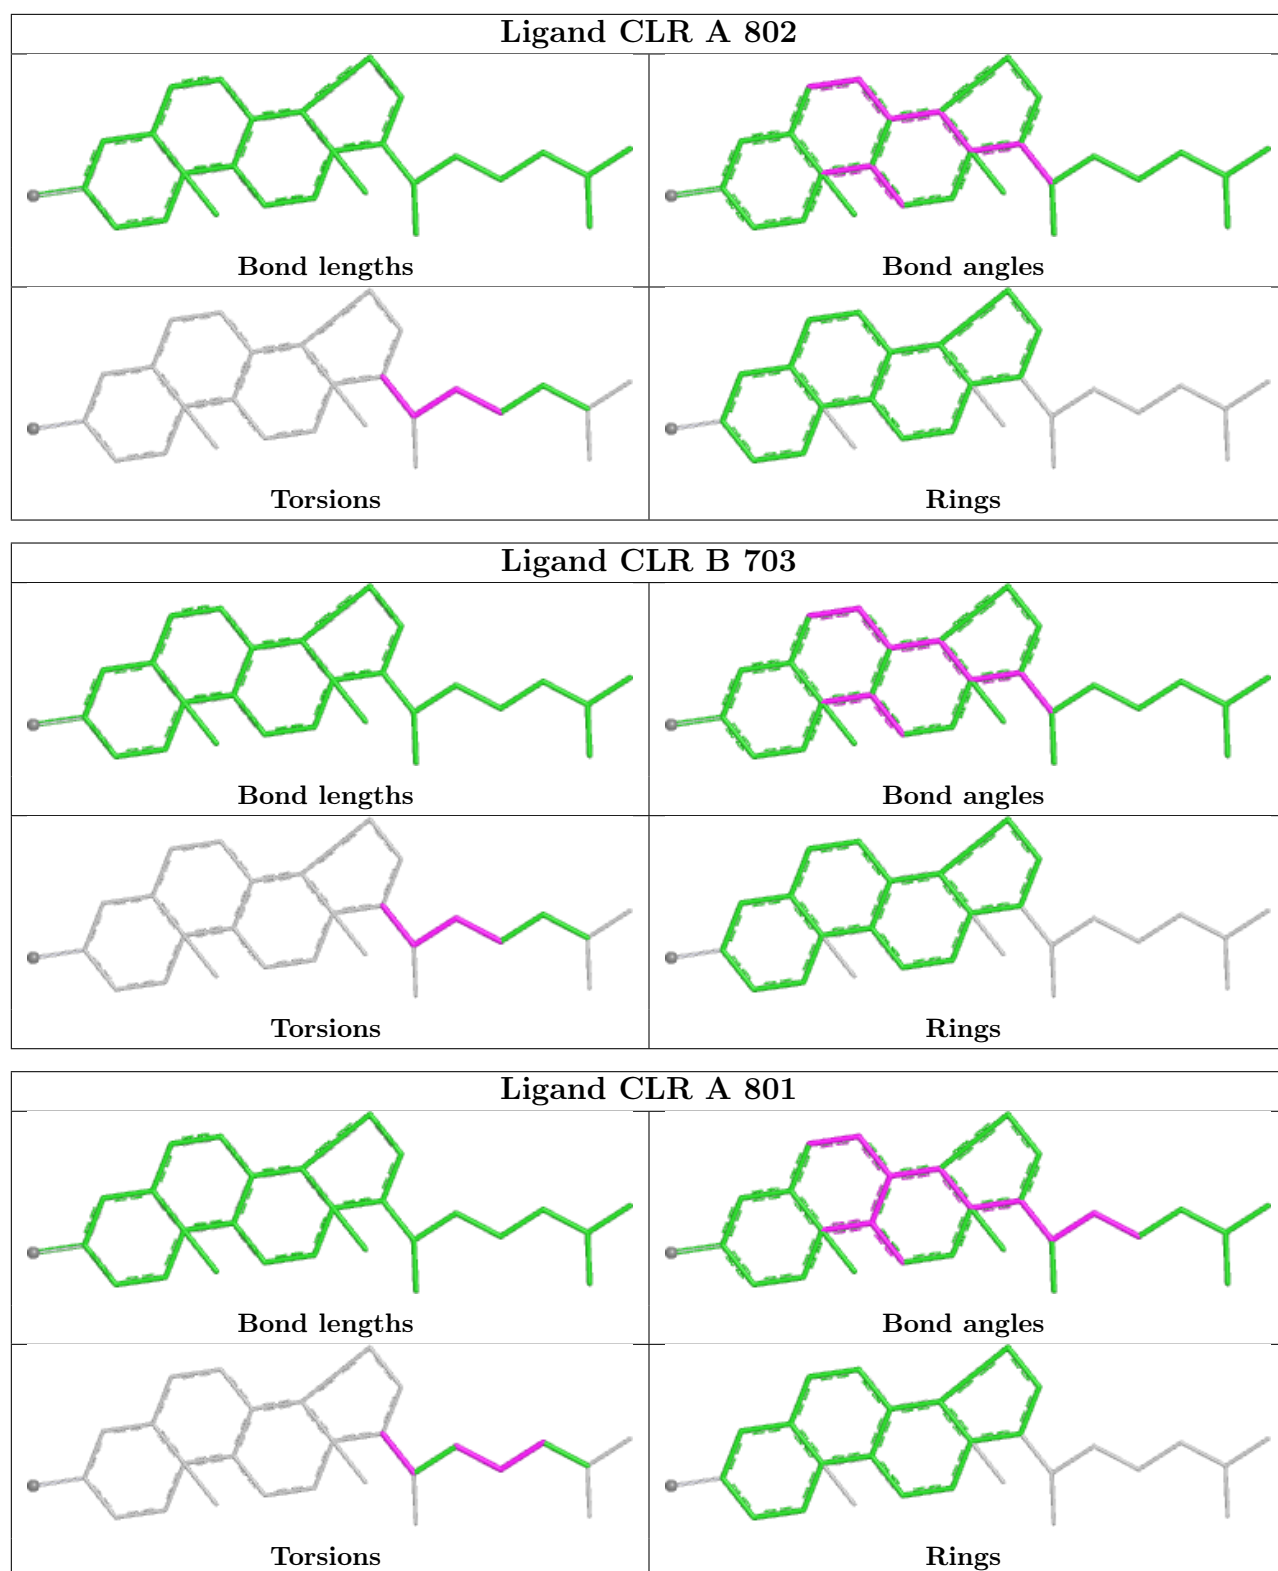 Ligand CLR A 802
Bond lengths
Bond angles
Torsions
Rings
Ligand CLR B 703
Bond lengths
Bond angles
Torsions
Rings
Ligand CLR A 801
Bond lengths
Bond angles
Torsions
Rings